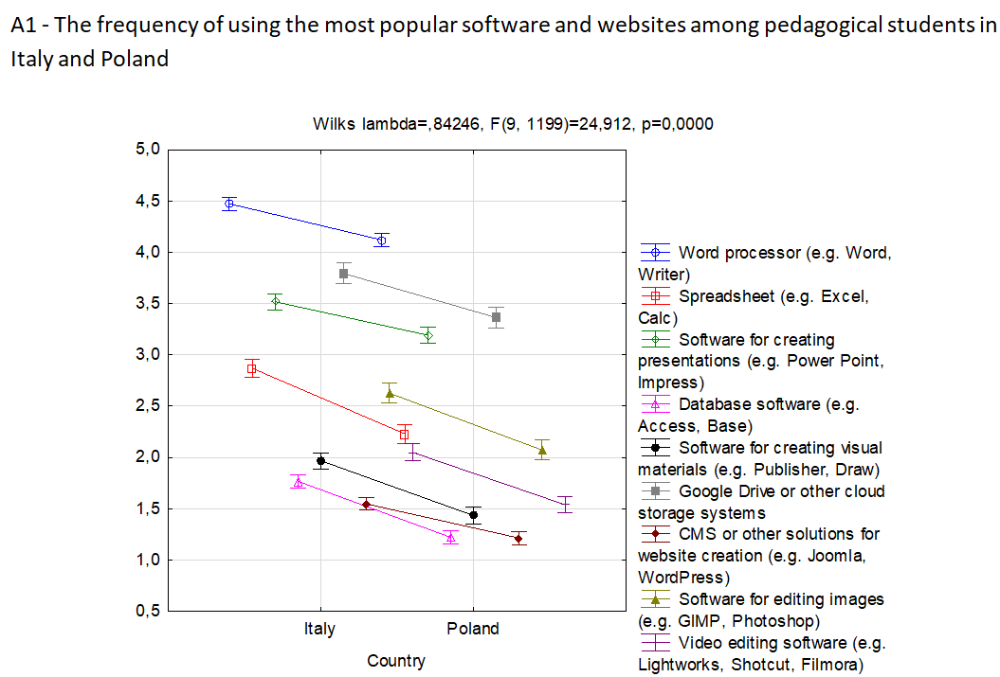 A1 - The frequency of using the most popular software and websites among pedagogical students in
Italy and Poland
Wilks lambda=,84246, F(9, 1199)=24,912, p=0,0000
5,0
4,5
4,0
3,5
3,0
2,5
2,0
1,5
1,0
0,5
Italy
Poland
Country
Word processor (e.g. Word,
Writer)
Spreadsheet (e.g. Excel,
Calc)
Software for creating
presentations (e.g. Power Point,
Impress)
Database software (e.g.
Access, Base)
Software for creating visual
materials (e.g. Publisher, Draw)
Google Drive or other cloud
storage systems
CMS or other solutions for
website creation (e.g. Joomla,
WordPress)
Software for editing images
(e.g. GIMP, Photoshop)
Video editing software (e.g.
Lightworks, Shotcut, Filmora)